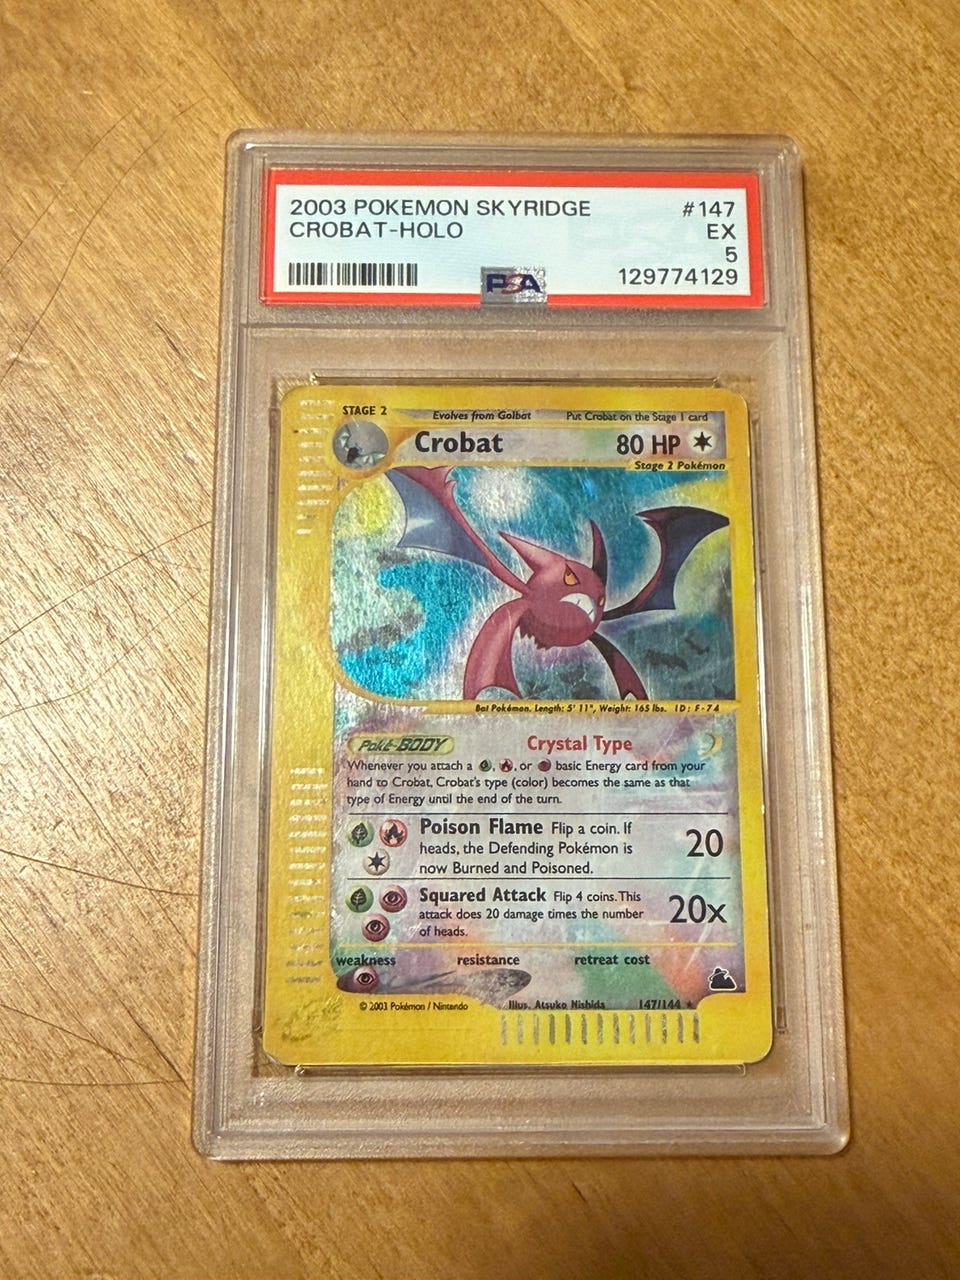 2003 POKEMON SKYRIDGE #147
CROBAT-HOLO EX
5
PSA 129774129
STAGE 2 Evolves from Golbat Put Crobat on the Stage 1 card
Crobat 80 HP
Stage 2 Pokémon
Bat Pokémon. Length: 5' 11", Weight: 165 lbs. ID: F-74
Poké-BODY Crystal Type
Whenever you attach a , , or basic Energy card from your
hand to Crobat, Crobat's type (color) becomes the same as that
type of Energy until the end of the turn.
Poison Flame Flip a coin. If
heads, the Defending Pokémon is 20
now Burned and Poisoned.
Squared Attack Flip 4 coins. This
attack does 20 damage times the number 20x
of heads.
weakness resistance retreat cost
© 2003 Pokémon / Nintendo Illus. Atsuko Nishida 147/144 ★